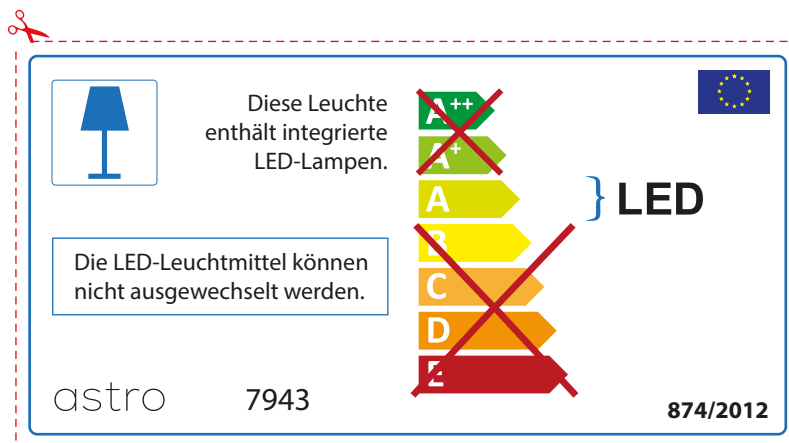 Diese Leuchte
enthält integrierte
LED-Lampen.
Die LED-Leuchtmittel können
nicht ausgewechselt werden.
A++
A+
A
B
C
D
E
} LED
astro
7943
874/2012